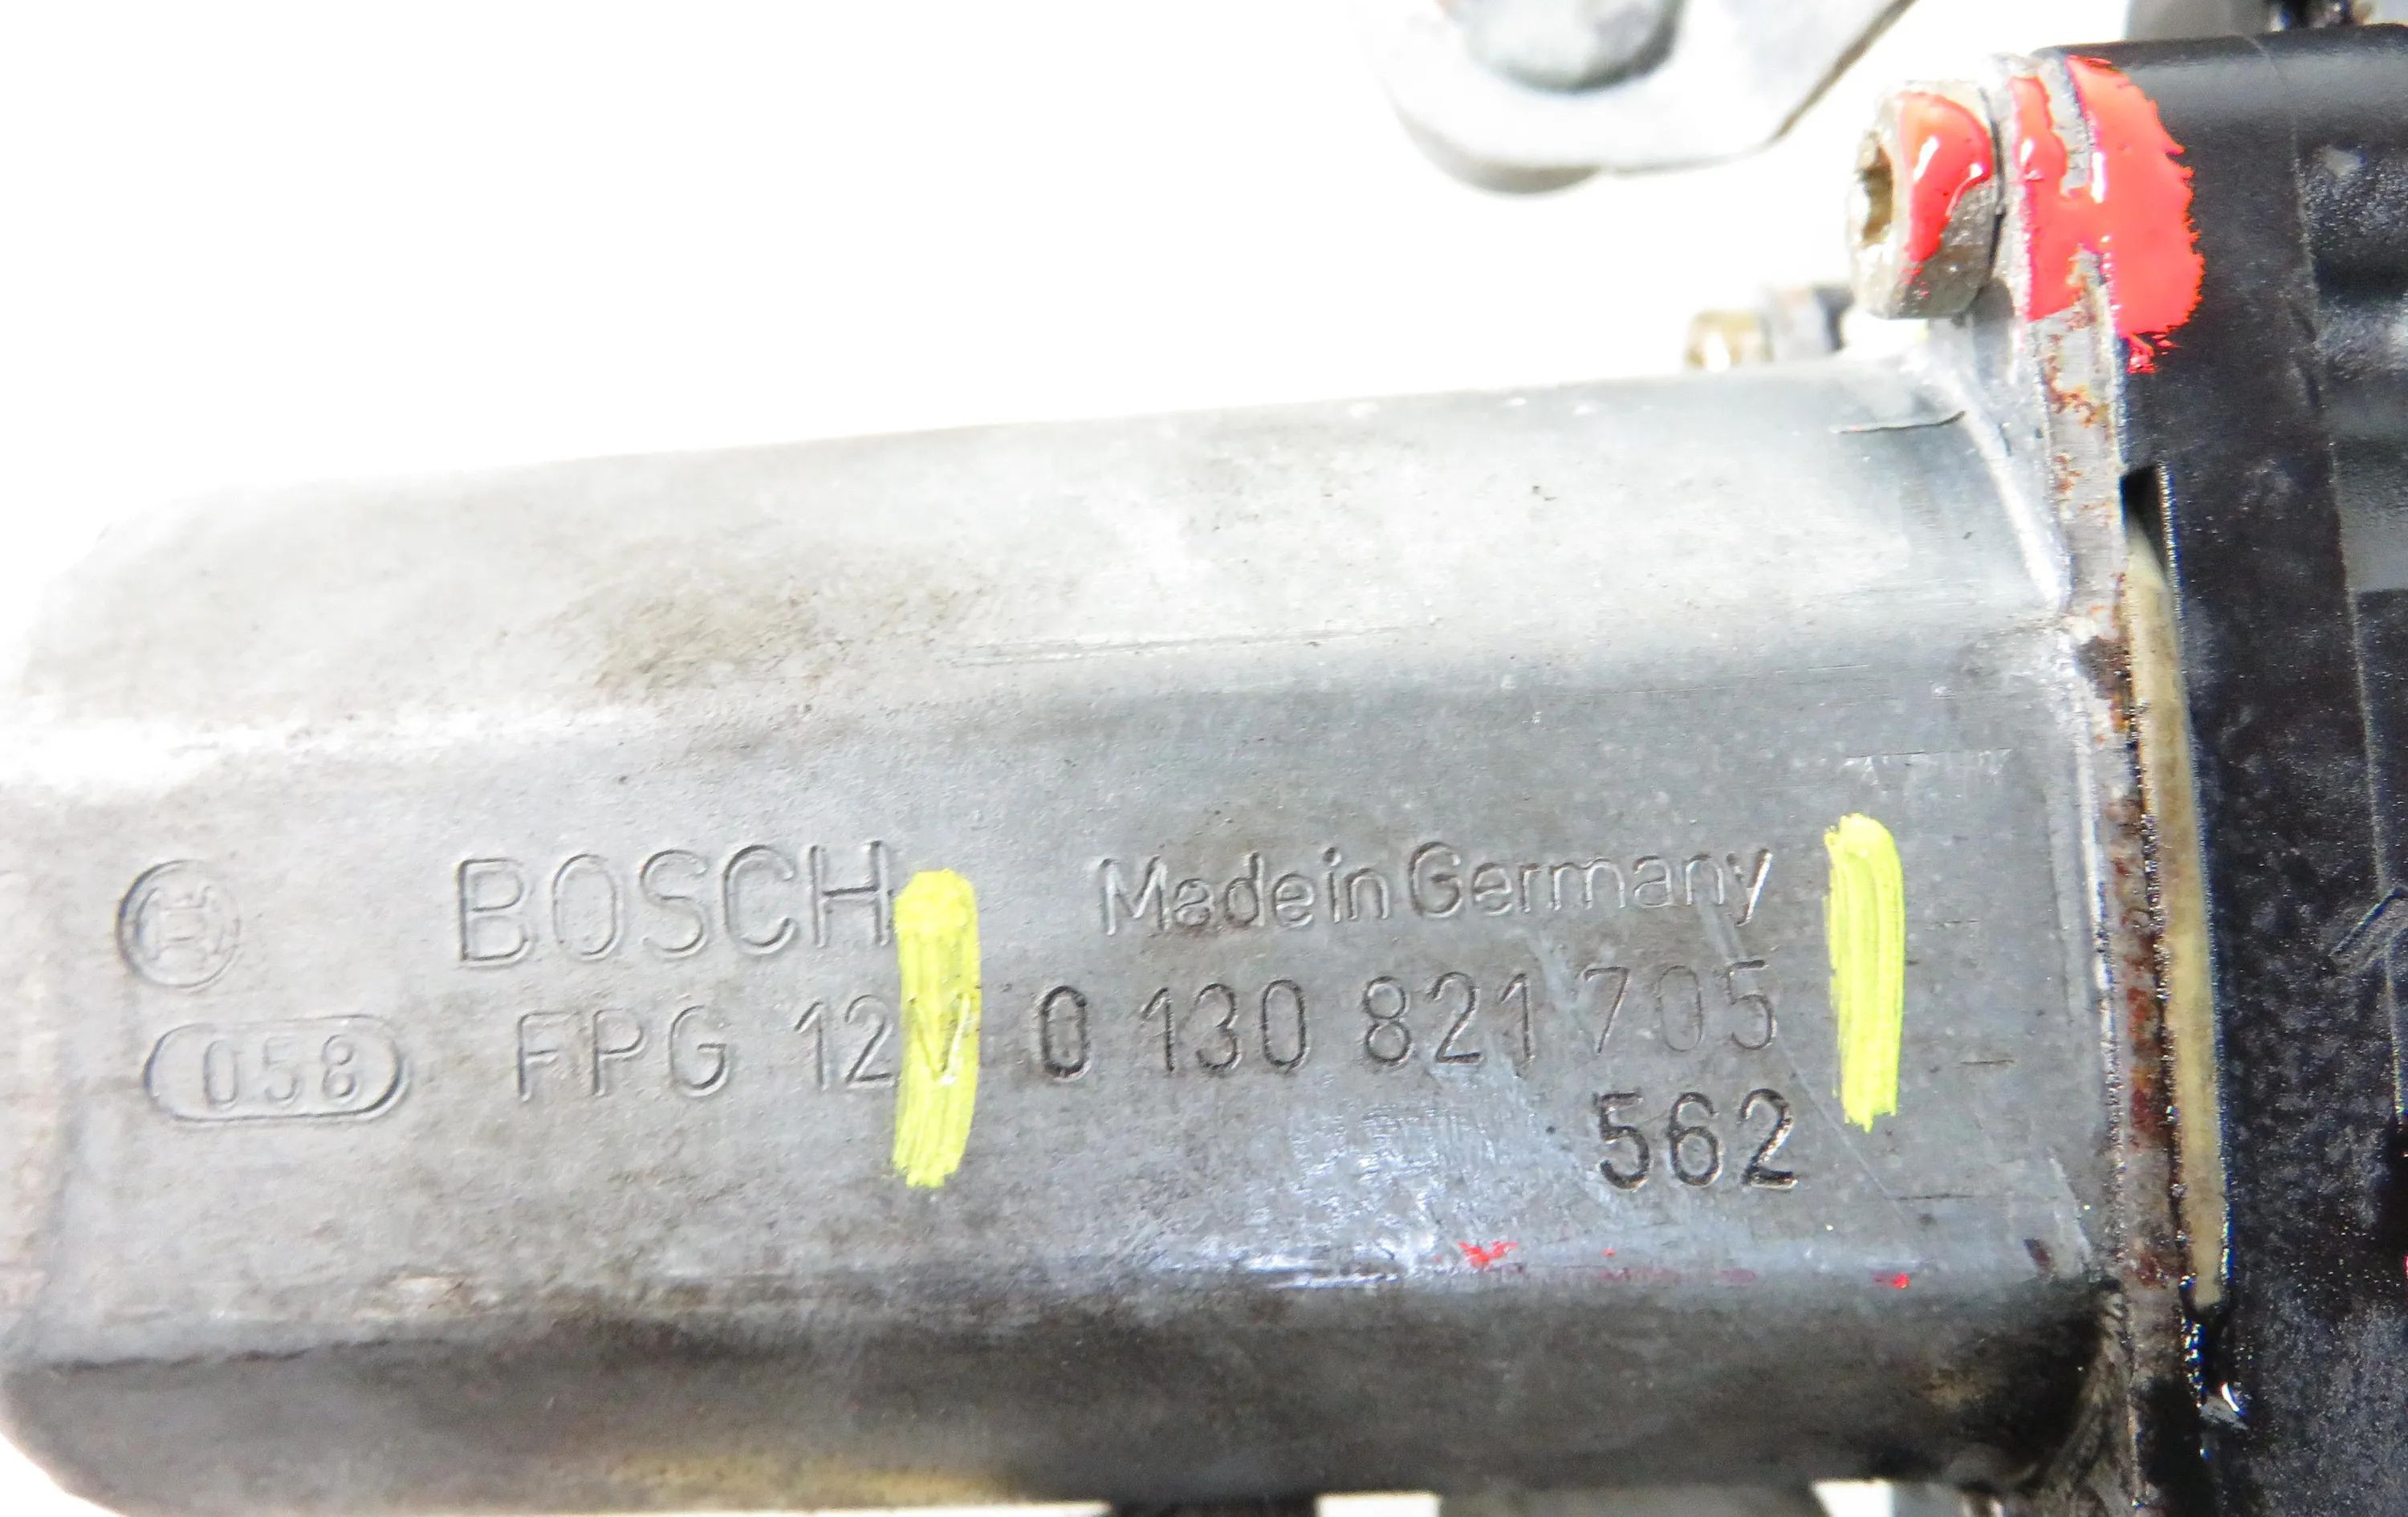 BOSCH Made in Germany
058 FPG 12V 0 130 821 705
562